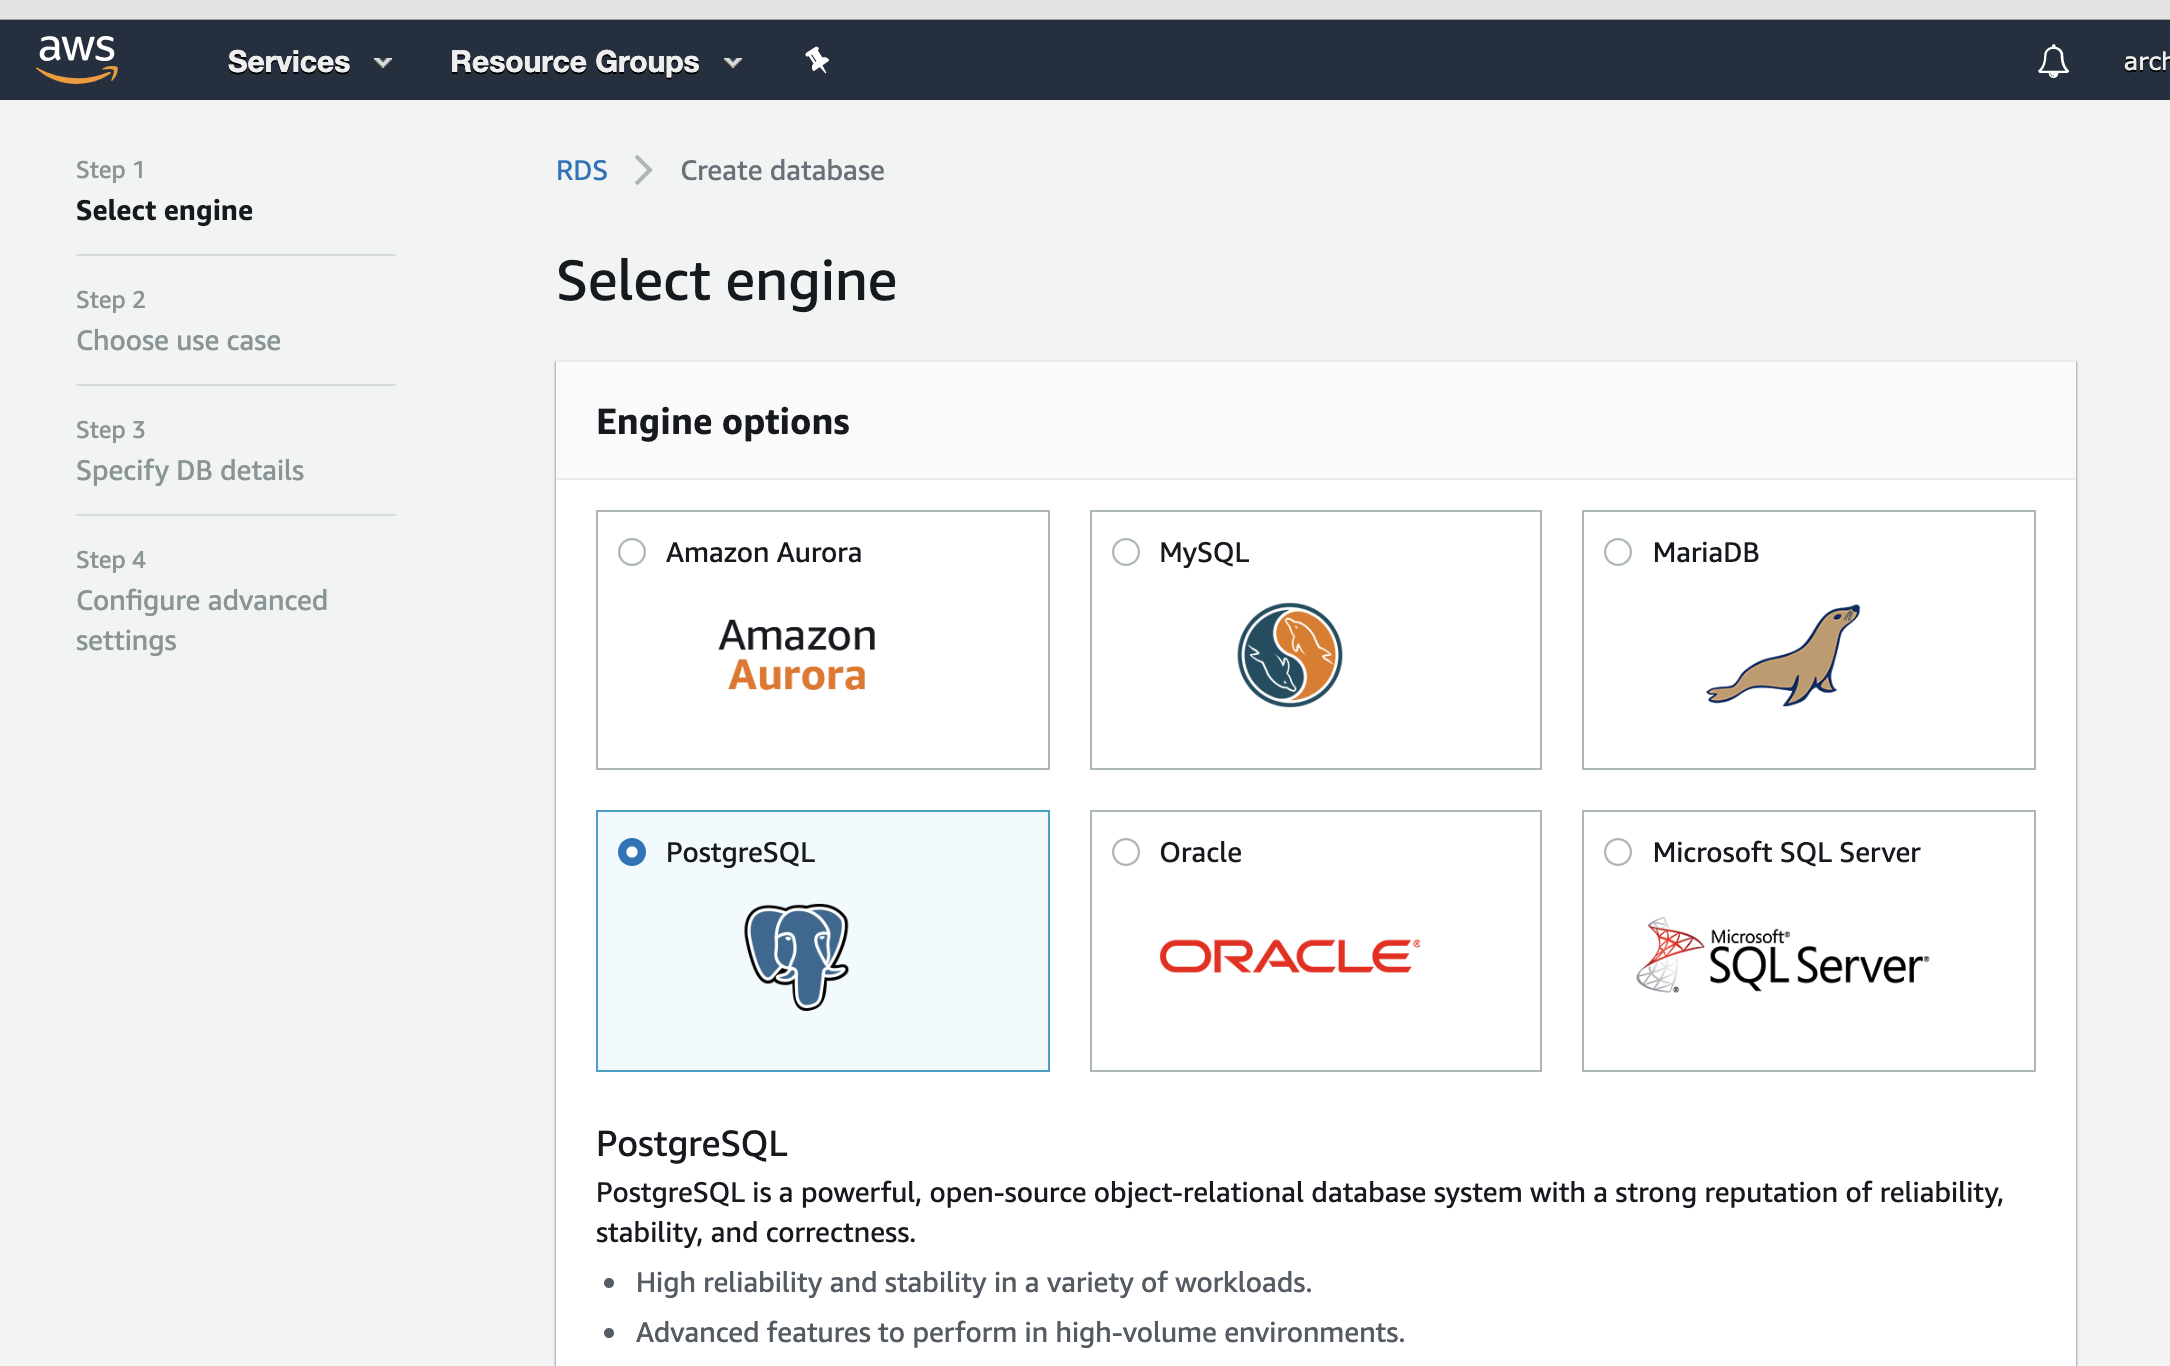 aws
Services
Resource Groups
arch
Step 1
Select engine
Step 2
Choose use case
Step 3
Specify DB details
Step 4
Configure advanced
settings
RDS
Create database
Select engine
Engine options
Amazon Aurora
Amazon
Aurora
MySQL
MariaDB
PostgreSQL
Oracle
ORACLE®
Microsoft SQL Server
Microsoft®
SQL Server®
PostgreSQL
PostgreSQL is a powerful, open-source object-relational database system with a strong reputation of reliability,
stability, and correctness.
• High reliability and stability in a variety of workloads.
• Advanced features to perform in high-volume environments.